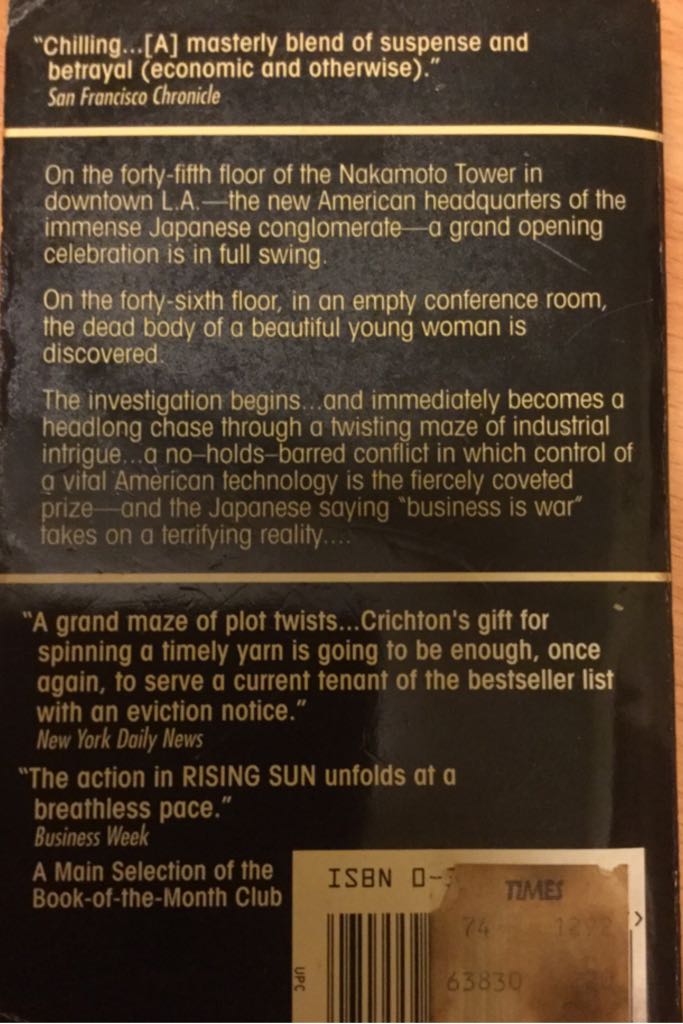 "Chilling...[A] masterly blend of suspense and
betrayal (economic and otherwise)."
San Francisco Chronicle
On the forty-fifth floor of the Nakamoto Tower in
downtown L.A.—the new American headquarters of the
immense Japanese conglomerate—a grand opening
celebration is in full swing.
On the forty-sixth floor, in an empty conference room,
the dead body of a beautiful young woman is
discovered.
The investigation begins...and immediately becomes a
headlong chase through a twisting maze of industrial
intrigue...a no-holds-barred conflict in which control of
a vital American technology is the fiercely coveted
prize—and the Japanese saying "business is war"
takes on a terrifying reality....
"A grand maze of plot twists...Crichton's gift for
spinning a timely yarn is going to be enough, once
again, to serve a current tenant of the bestseller list
with an eviction notice."
New York Daily News
"The action in RISING SUN unfolds at a
breathless pace."
Business Week
A Main Selection of the
Book-of-the-Month Club
ISBN 0-
TIMES
74
63830
UPC